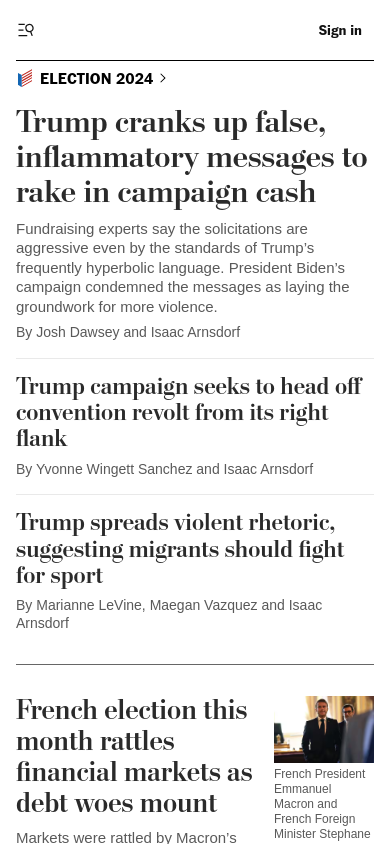 Sign in
ELECTION 2024
Trump cranks up false,
inflammatory messages to
rake in campaign cash
Fundraising experts say the solicitations are
aggressive even by the standards of Trump’s
frequently hyperbolic language. President Biden’s
campaign condemned the messages as laying the
groundwork for more violence.
By Josh Dawsey and Isaac Arnsdorf
Trump campaign seeks to head off
convention revolt from its right
flank
By Yvonne Wingett Sanchez and Isaac Arnsdorf
Trump spreads violent rhetoric,
suggesting migrants should fight
for sport
By Marianne LeVine, Maegan Vazquez and Isaac
Arnsdorf
French election this
month rattles
financial markets as
debt woes mount
Markets were rattled by Macron’s
French President
Emmanuel
Macron and
French Foreign
Minister Stephane